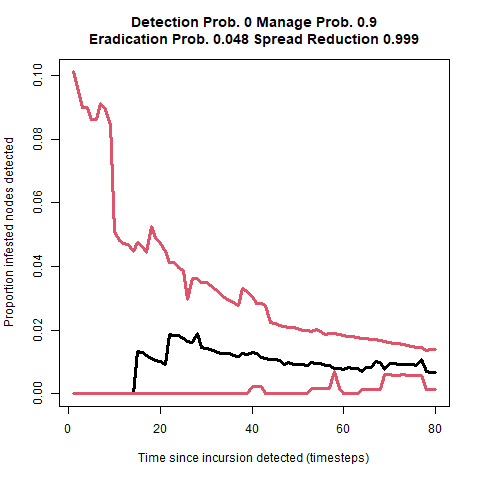 Detection Prob. 0 Manage Prob. 0.9
Eradication Prob. 0.048 Spread Reduction 0.999
Proportion infested nodes detected
0.10
0.08
0.06
0.04
0.02
0.00
0 20 40 60 80
Time since incursion detected (timesteps)